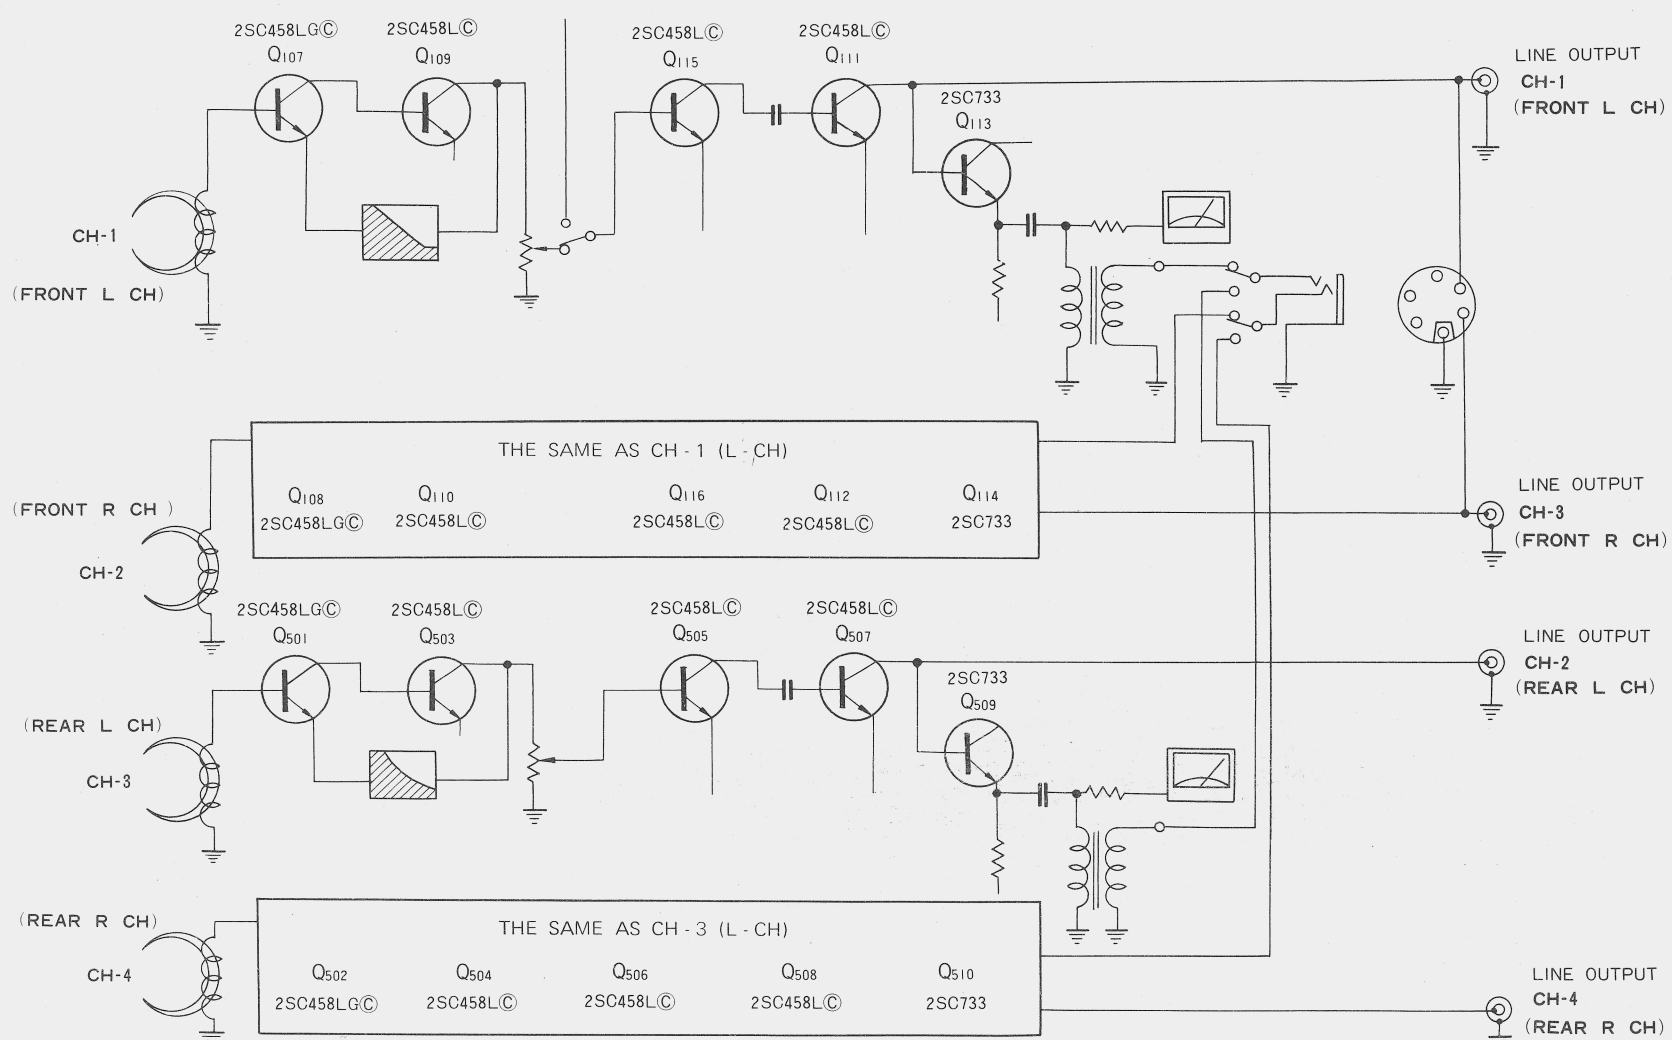 2SC458LGⒸ
Q107
2SC458LⒸ
Q109
2SC458LⒸ
Q115
2SC458LⒸ
Q111
2SC733
Q113
LINE OUTPUT
CH-1
(FRONT L CH)
CH-1
(FRONT L CH)
THE SAME AS CH - 1 (L - CH)
Q108
2SC458LGⒸ
Q110
2SC458LⒸ
Q116
2SC458LⒸ
Q112
2SC458LⒸ
Q114
2SC733
(FRONT R CH )
CH-2
LINE OUTPUT
CH-3
(FRONT R CH)
2SC458LGⒸ
Q501
2SC458LⒸ
Q503
2SC458LⒸ
Q505
2SC458LⒸ
Q507
2SC733
Q509
LINE OUTPUT
CH-2
(REAR L CH)
(REAR L CH)
CH-3
(REAR R CH)
CH-4
THE SAME AS CH - 3 (L - CH)
Q502
2SC458LGⒸ
Q504
2SC458LⒸ
Q506
2SC458LⒸ
Q508
2SC458LⒸ
Q510
2SC733
LINE OUTPUT
CH-4
(REAR R CH)